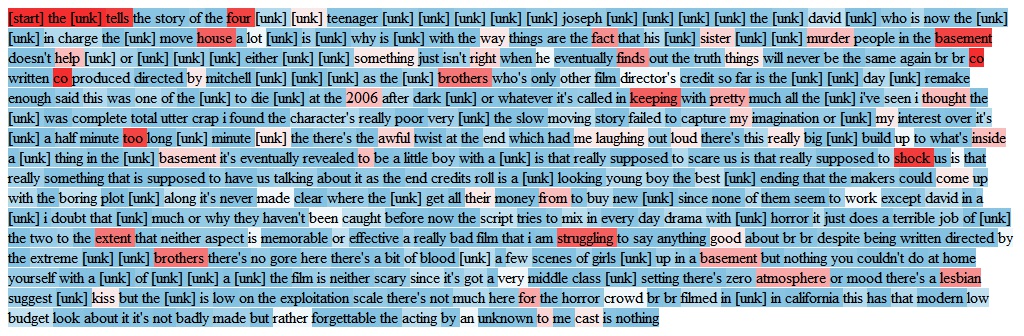 [start] the [unk] tells the story of the four [unk] [unk] teenager [unk] [unk] [unk] [unk] [unk] joseph [unk] [unk] [unk] [unk] the [unk] david [unk] who is now the [unk]
[unk] in charge the [unk] move house a lot [unk] is [unk] why is [unk] with the way things are the fact that his [unk] sister [unk] [unk] murder people in the basement
doesn't help [unk] or [unk] [unk] [unk] either [unk] [unk] something just isn't right when he eventually finds out the truth things will never be the same again br br co
written co produced directed by mitchell [unk] [unk] [unk] as the [unk] brothers who's only other film director's credit so far is the [unk] [unk] day [unk] remake
enough said this was one of the [unk] to die [unk] at the 2006 after dark [unk] or whatever it's called in keeping with pretty much all the [unk] i've seen i thought the
[unk] was complete total utter crap i found the character's really poor very [unk] the slow moving story failed to capture my imagination or [unk] my interest over it's
[unk] a half minute too long [unk] minute [unk] the there's the awful twist at the end which had me laughing out loud there's this really big [unk] build up to what's inside
a [unk] thing in the [unk] basement it's eventually revealed to be a little boy with a [unk] is that really supposed to scare us is that really supposed to shock us is that
really something that is supposed to have us talking about it as the end credits roll is a [unk] looking young boy the best [unk] ending that the makers could come up
with the boring plot [unk] along it's never made clear where the [unk] get all their money from to buy new [unk] since none of them seem to work except david in a
[unk] i doubt that [unk] much or why they haven't been caught before now the script tries to mix in every day drama with [unk] horror it just does a terrible job of [unk]
the two to the extent that neither aspect is memorable or effective a really bad film that i am struggling to say anything good about br br despite being written directed by
the extreme [unk] brothers there's no gore here there's a bit of blood [unk] a few scenes of girls [unk] up in a basement but nothing you couldn't do at home
yourself with a [unk] of [unk] a [unk] the film is neither scary since it's got a very middle class [unk] setting there's zero atmosphere or mood there's a lesbian
suggest [unk] kiss but the [unk] is low on the exploitation scale there's not much here for the horror crowd br br filmed in [unk] in california this has that modern low
budget look about it it's not badly made but rather forgettable the acting by an unknown to me cast is nothing